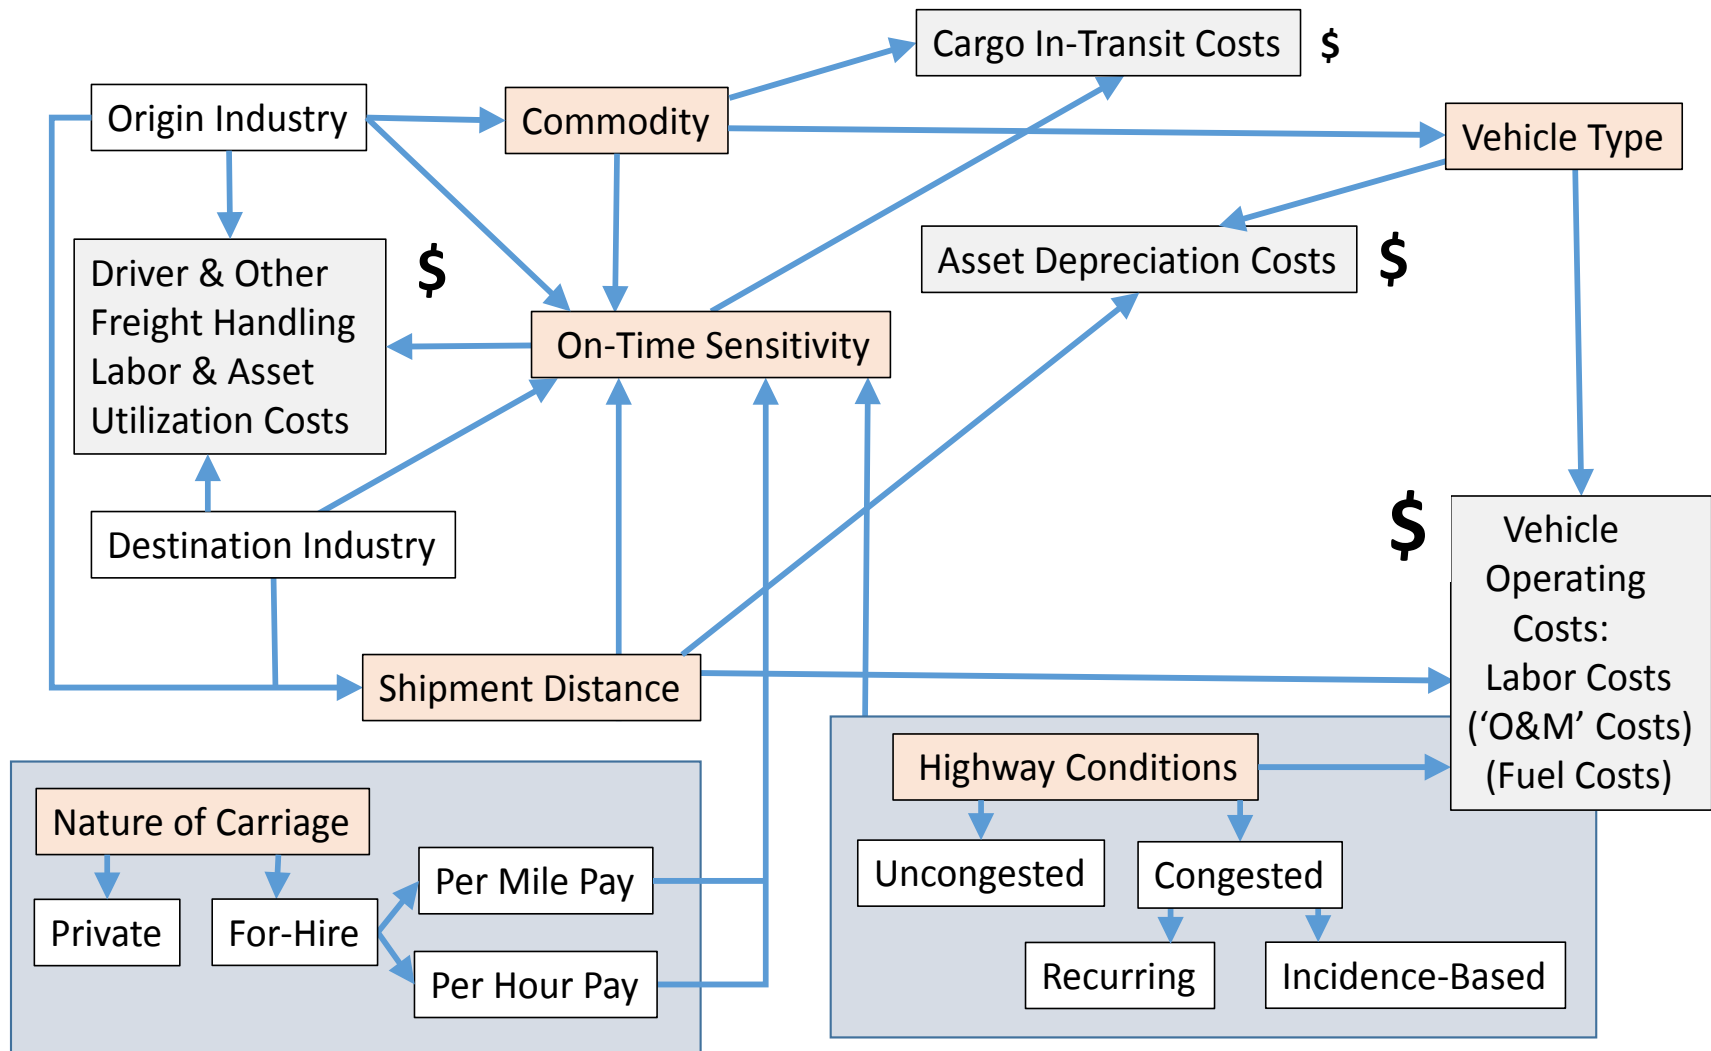 Cargo In-Transit Costs $
Origin Industry
Commodity
Vehicle Type
Driver & Other
Freight Handling
Labor & Asset
Utilization Costs
$
Asset Depreciation Costs $
On-Time Sensitivity
Destination Industry
$
Vehicle
Operating
Costs:
Labor Costs
(‘O&M’ Costs)
(Fuel Costs)
Shipment Distance
Highway Conditions
Uncongested
Congested
Recurring
Incidence-Based
Nature of Carriage
Private
For-Hire
Per Mile Pay
Per Hour Pay